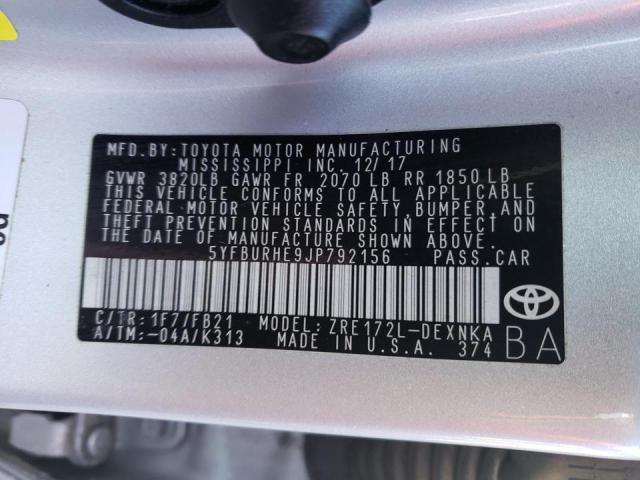 MFD. BY: TOYOTA MOTOR MANUFACTURING
MISSISSIPPI INC. 12/17
GVWR 3820LB GAWR FR 2070 LB RR 1850 LB
THIS VEHICLE CONFORMS TO ALL APPLICABLE
FEDERAL MOTOR VEHICLE SAFETY, BUMPER, AND
THEFT PREVENTION STANDARDS IN EFFECT ON
THE DATE OF MANUFACTURE SHOWN ABOVE.
5YFBURHE9JP792156 PASS. CAR
C/TR: 1F7/FB21 MODEL: ZRE172L-DEXNKA
A/TM: -04A/K313 MADE IN U.S.A. 374
BA